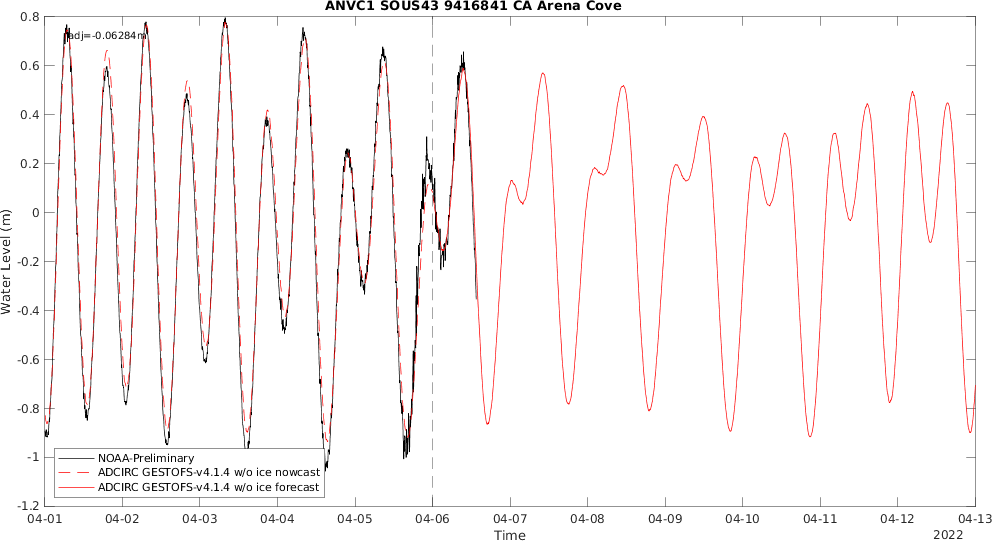 ANVC1 SOUS43 9416841 CA Arena Cove
adj=-0.06284m
0.8
0.6
0.4
0.2
0
-0.2
-0.4
-0.6
-0.8
-1
-1.2
Water Level (m)
NOAA-Preliminary
ADCIRC GESTOFS-v4.1.4 w/o ice nowcast
ADCIRC GESTOFS-v4.1.4 w/o ice forecast
04-01 04-02 04-03 04-04 04-05 04-06 04-07 04-08 04-09 04-10 04-11 04-12 04-13
Time
2022